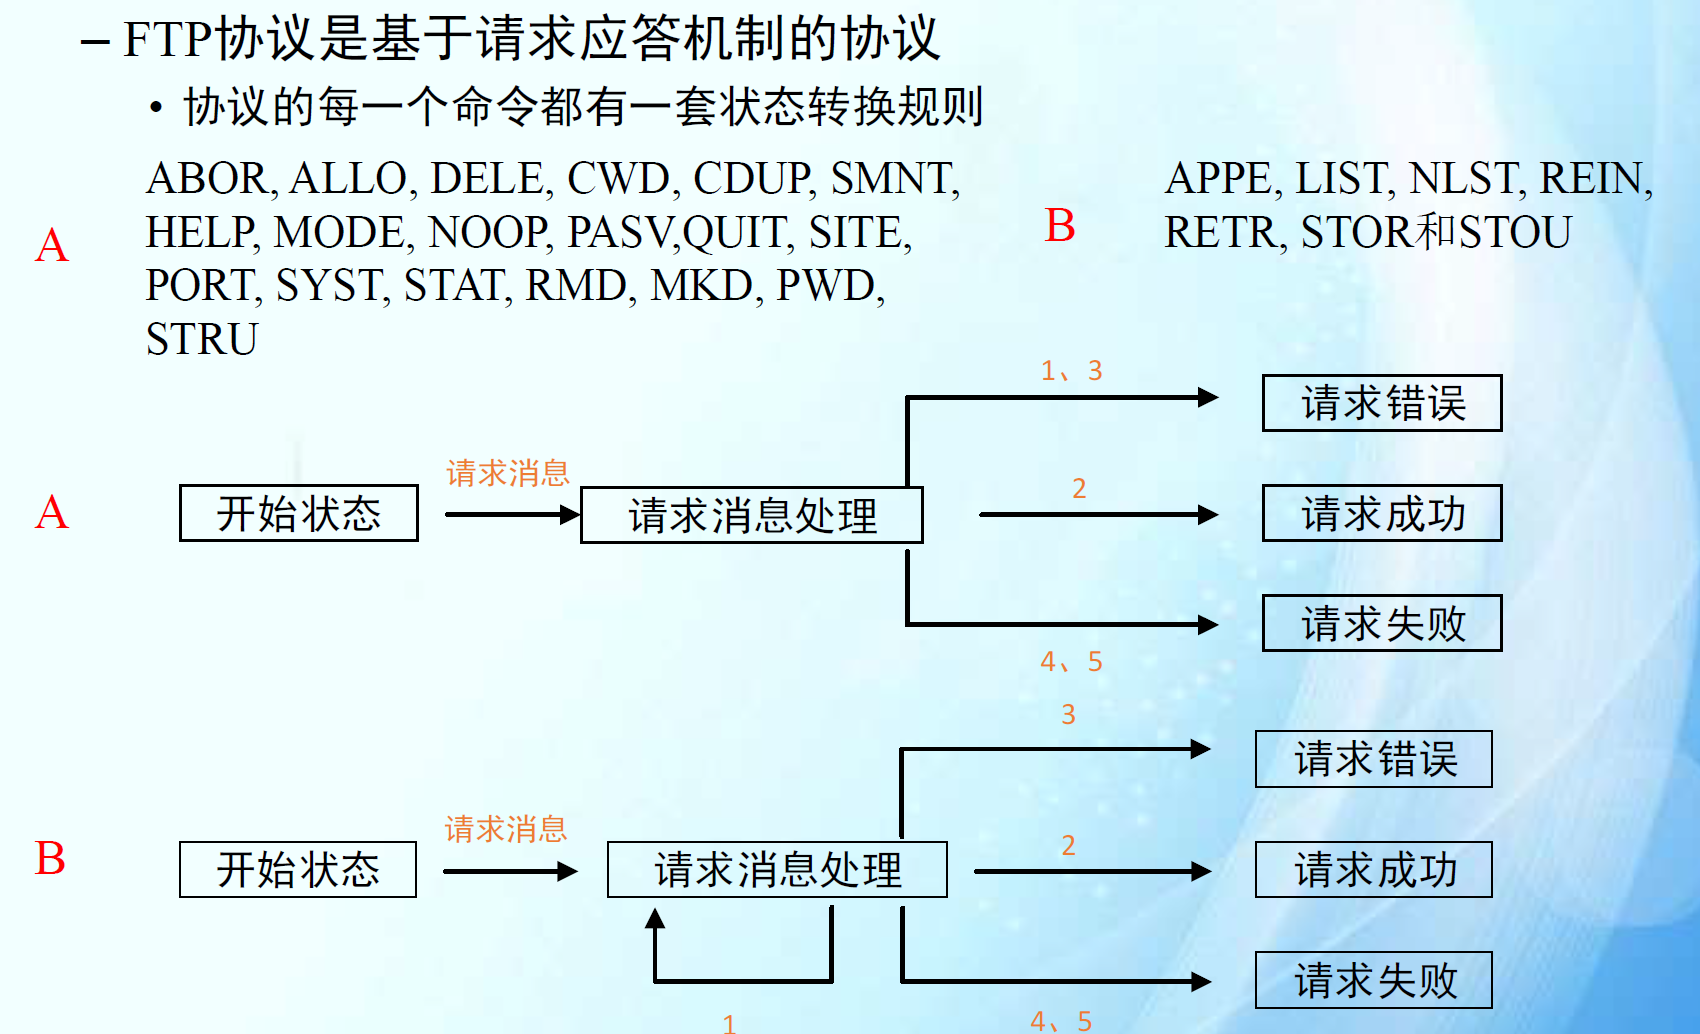 – FTP协议是基于请求应答机制的协议
• 协议的每一个命令都有一套状态转换规则
A
ABOR, ALLO, DELE, CWD, CDUP, SMNT,
HELP, MODE, NOOP, PASV,QUIT, SITE,
PORT, SYST, STAT, RMD, MKD, PWD,
STRU
B
APPE, LIST, NLST, REIN,
RETR, STOR和STOU
A
开始状态
请求消息
请求消息处理
1、3
请求错误
2
请求成功
4、5
请求失败
B
开始状态
请求消息
请求消息处理
3
请求错误
2
请求成功
1
4、5
请求失败